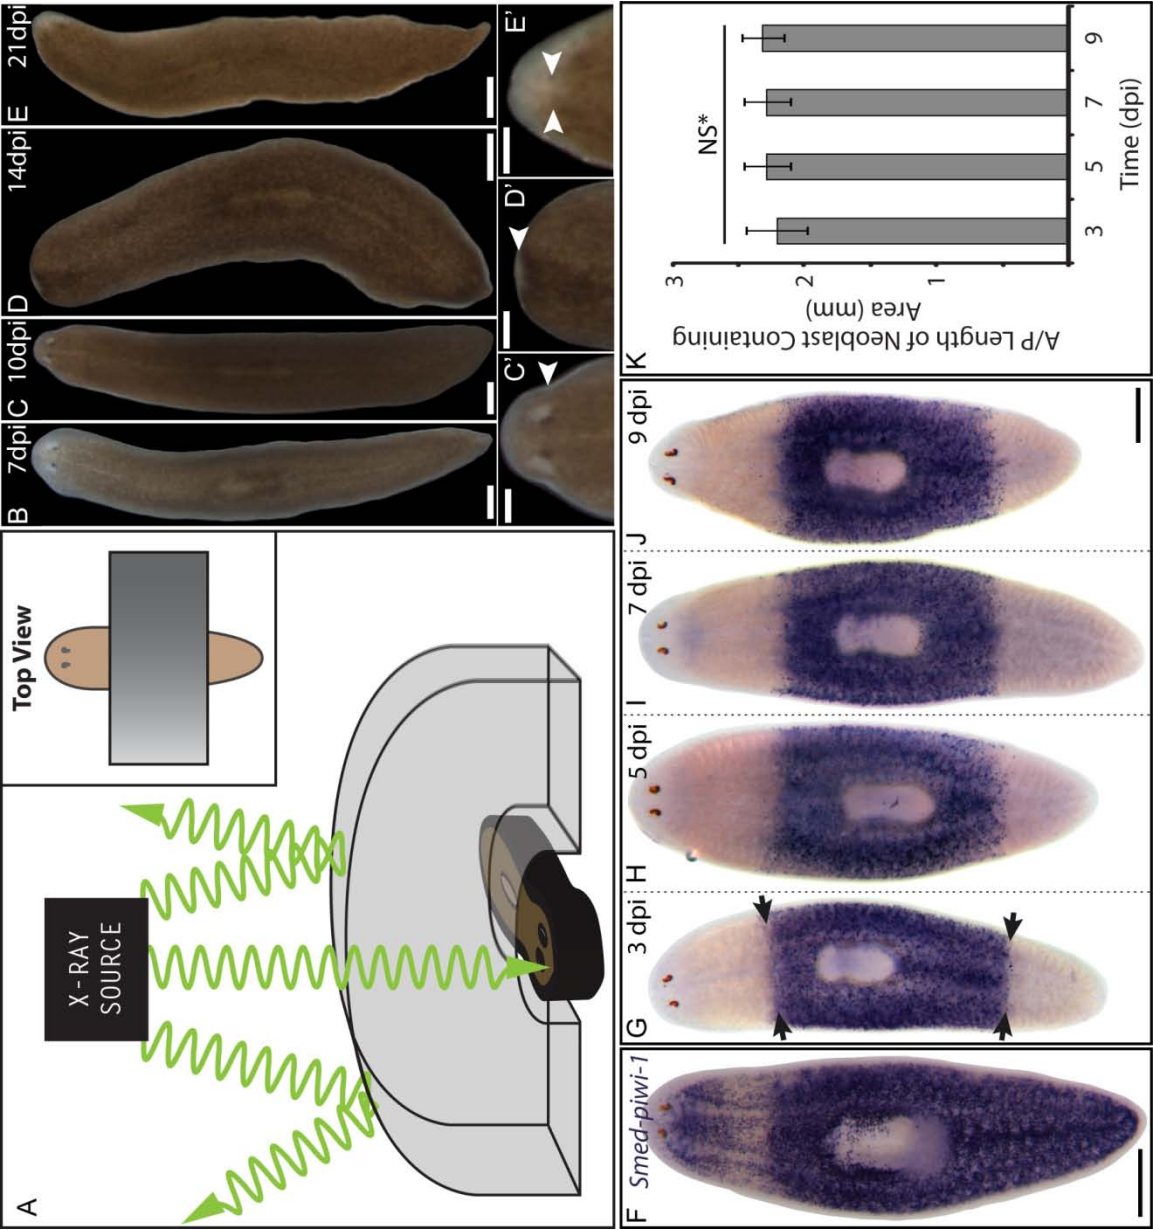 A
X-RAY
SOURCE
Top View
B 7dpi
C 10dpi
D 14dpi
E 21dpi
C'
D'
E'
F Smed-piwi-1
G 3 dpi
H 5 dpi
I 7 dpi
J 9 dpi
K
A/P Length of Neoblast Containing
Area (mm)
3
2
1
NS*
3 5 7 9
Time (dpi)